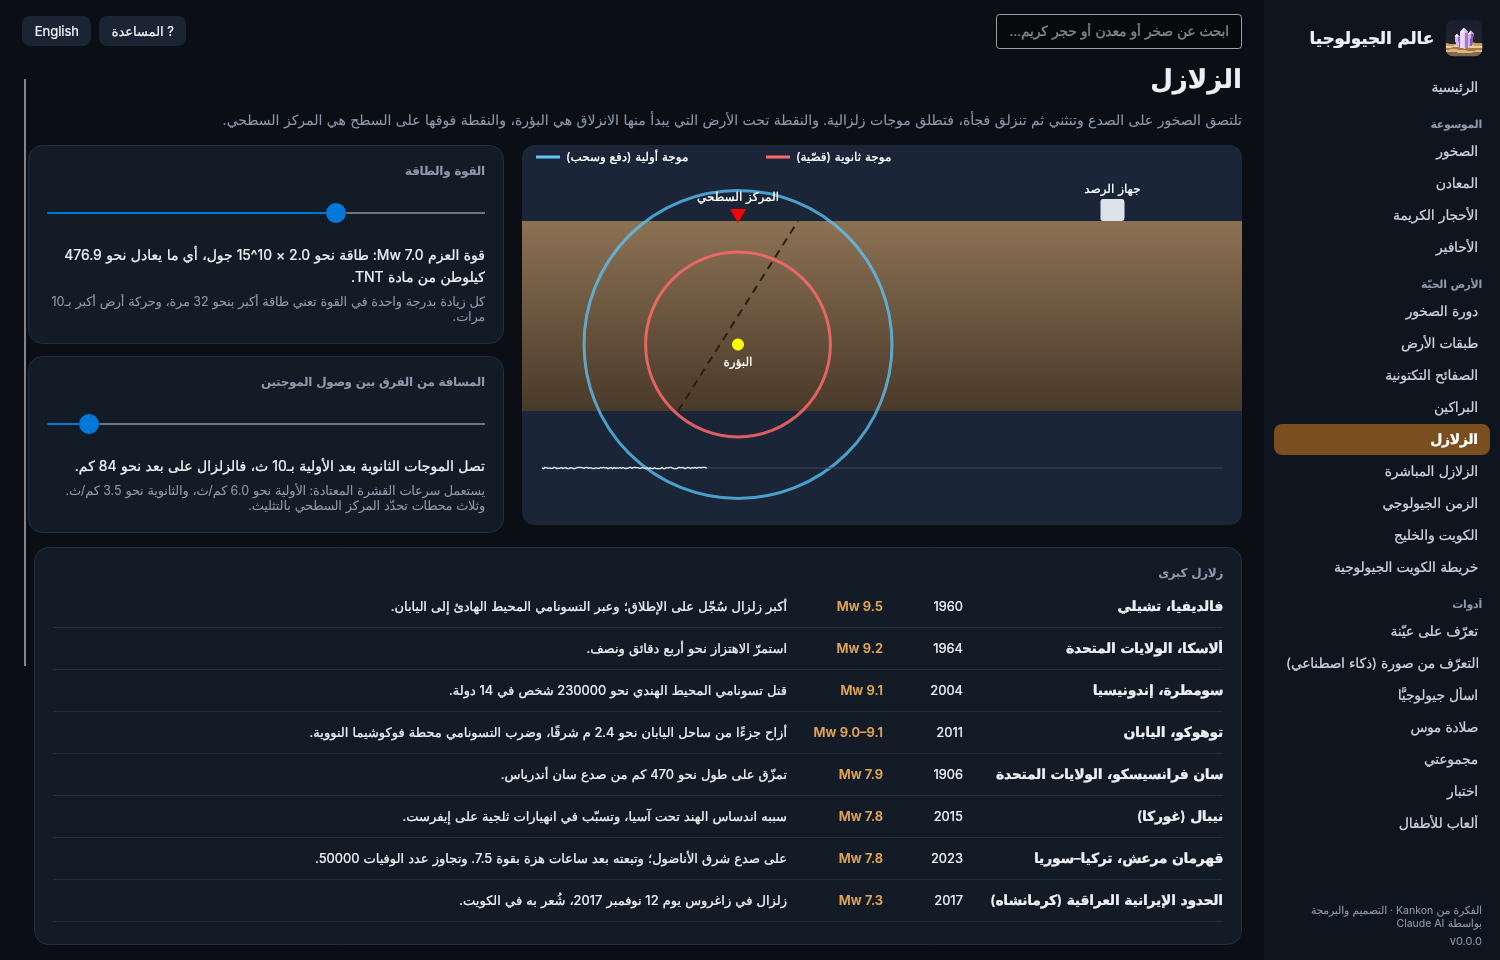 عالم الجيولوجيا
الرئيسية
الموسوعة
الصخور
المعادن
الأحجار الكريمة
الأحافير
الأرض الحيّة
دورة الصخور
طبقات الأرض
الصفائح التكتونية
البراكين
الزلازل
الزلازل المباشرة
الزمن الجيولوجي
الكويت والخليج
خريطة الكويت الجيولوجية
أدوات
تعرّف على عيّنة
التعرّف من صورة (ذكاء اصطناعي)
اسأل جيولوجيًّا
صلادة موس
مجموعتي
اختبار
ألعاب للأطفال
الفكرة من Kankon · التصميم والبرمجة
بواسطة Claude AI
v0.0.0
ابحث عن صخر أو معدن أو حجر كريم...
? المساعدة
English
الزلازل
تلتصق الصخور على الصدع وتنثني ثم تنزلق فجأة، فتطلق موجات زلزالية. والنقطة تحت الأرض التي يبدأ منها الانزلاق هي البؤرة، والنقطة فوقها على السطح هي المركز السطحي.
موجة ثانوية (قصّية)
موجة أولية (دفع وسحب)
جهاز الرصد
المركز السطحي
البؤرة
القوة والطاقة
قوة العزم Mw 7.0: طاقة نحو 2.0 × 10^15 جول، أي ما يعادل نحو 476.9
كيلوطن من مادة TNT.
كل زيادة بدرجة واحدة في القوة تعني طاقة أكبر بنحو 32 مرة، وحركة أرض أكبر بـ10
مرات.
المسافة من الفرق بين وصول الموجتين
تصل الموجات الثانوية بعد الأولية بـ10 ث، فالزلزال على بعد نحو 84 كم.
يستعمل سرعات القشرة المعتادة: الأولية نحو 6.0 كم/ث، والثانوية نحو 3.5 كم/ث.
وثلاث محطات تحدّد المركز السطحي بالتثليث.
زلازل كبرى
فالديفيا، تشيلي 1960 Mw 9.5 أكبر زلزال سُجّل على الإطلاق؛ وعبر التسونامي المحيط الهادئ إلى اليابان.
ألاسكا، الولايات المتحدة 1964 Mw 9.2 استمرّ الاهتزاز نحو أربع دقائق ونصف.
سومطرة، إندونيسيا 2004 Mw 9.1 قتل تسونامي المحيط الهندي نحو 230000 شخص في 14 دولة.
توهوكو، اليابان 2011 Mw 9.0–9.1 أزاح جزءًا من ساحل اليابان نحو 2.4 م شرقًا، وضرب التسونامي محطة فوكوشيما النووية.
سان فرانسيسكو، الولايات المتحدة 1906 Mw 7.9 تمزّق على طول نحو 470 كم من صدع سان أندرياس.
نيبال (غوركا) 2015 Mw 7.8 سببه اندساس الهند تحت آسيا، وتسبّب في انهيارات ثلجية على إيفرست.
قهرمان مرعش، تركيا–سوريا 2023 Mw 7.8 على صدع شرق الأناضول؛ وتبعته بعد ساعات هزة بقوة 7.5. وتجاوز عدد الوفيات 50000.
الحدود الإيرانية العراقية (كرمانشاه) 2017 Mw 7.3 زلزال في زاغروس يوم 12 نوفمبر 2017، شُعر به في الكويت.